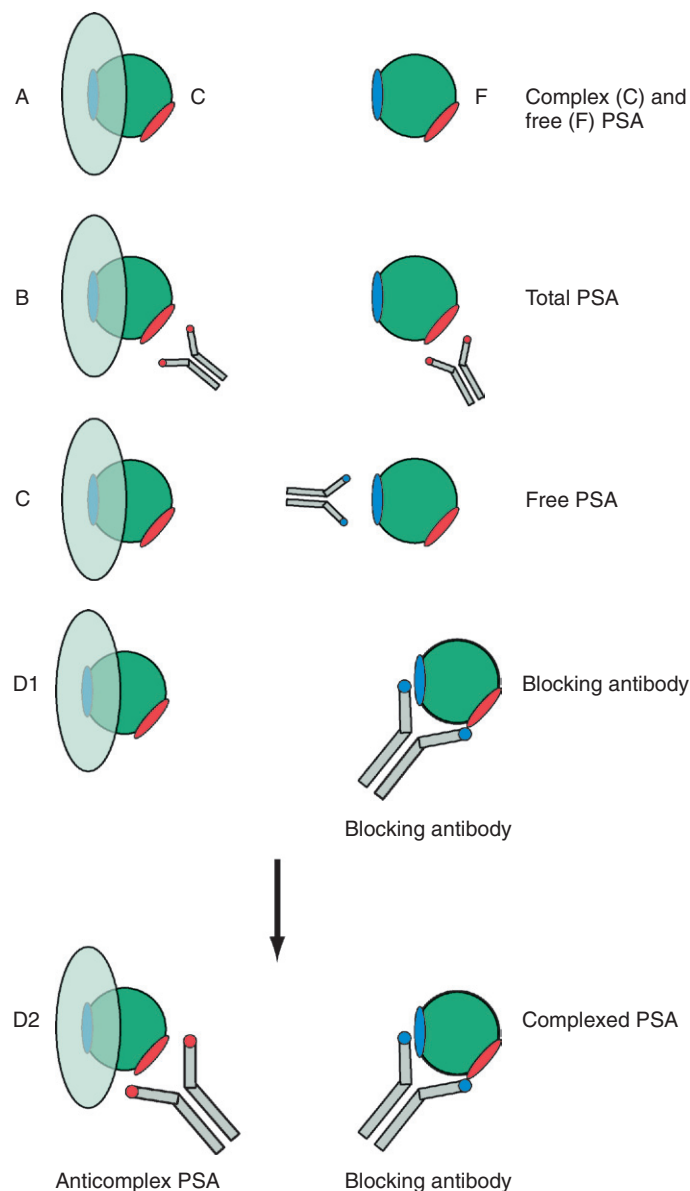 A
C
F
Complex (C) and
free (F) PSA
B
Total PSA
C
Free PSA
D1
Blocking antibody
Blocking antibody
D2
Complexed PSA
Anticomplex PSA
Blocking antibody